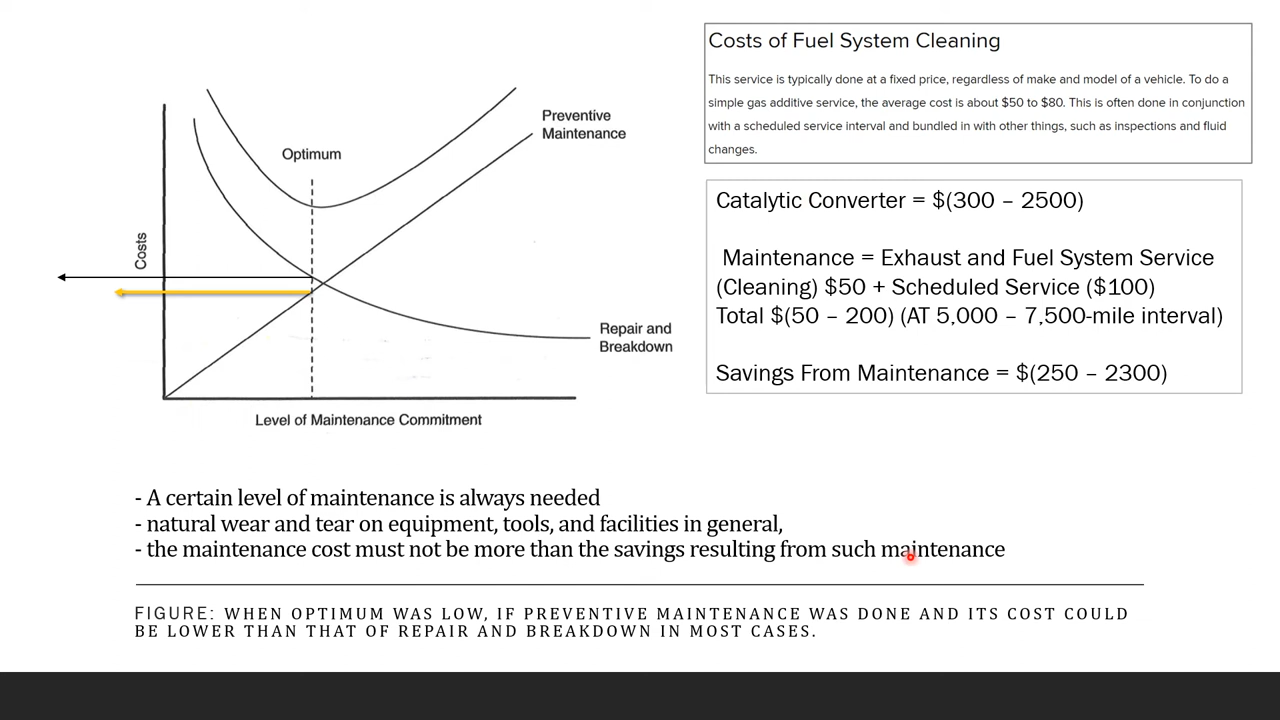 Costs of Fuel System Cleaning
This service is typically done at a fixed price, regardless of make and model of a vehicle. To do a
simple gas additive service, the average cost is about $50 to $80. This is often done in conjunction
with a scheduled service interval and bundled in with other things, such as inspections and fluid
changes.
Preventive
Maintenance
Optimum
Costs
Repair and
Breakdown
Level of Maintenance Commitment
Catalytic Converter = $(300 – 2500)
Maintenance = Exhaust and Fuel System Service
(Cleaning) $50 + Scheduled Service ($100)
Total $(50 – 200) (AT 5,000 – 7,500-mile interval)
Savings From Maintenance = $(250 – 2300)
- A certain level of maintenance is always needed
- natural wear and tear on equipment, tools, and facilities in general,
- the maintenance cost must not be more than the savings resulting from such maintenance
FIGURE: WHEN OPTIMUM WAS LOW, IF PREVENTIVE MAINTENANCE WAS DONE AND ITS COST COULD
BE LOWER THAN THAT OF REPAIR AND BREAKDOWN IN MOST CASES.